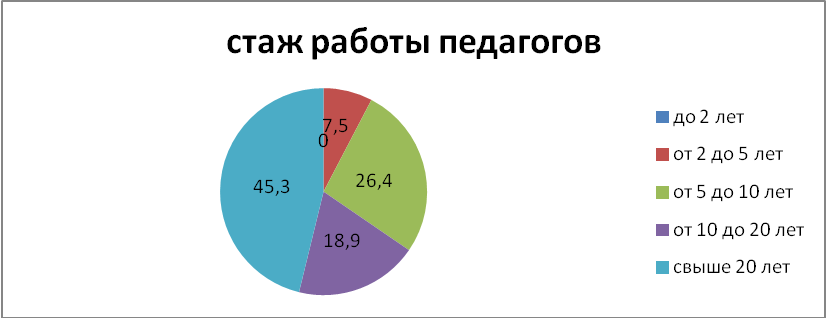 стаж работы педагогов
7,5
0
26,4
45,3
18,9
до 2 лет
от 2 до 5 лет
от 5 до 10 лет
от 10 до 20 лет
свыше 20 лет